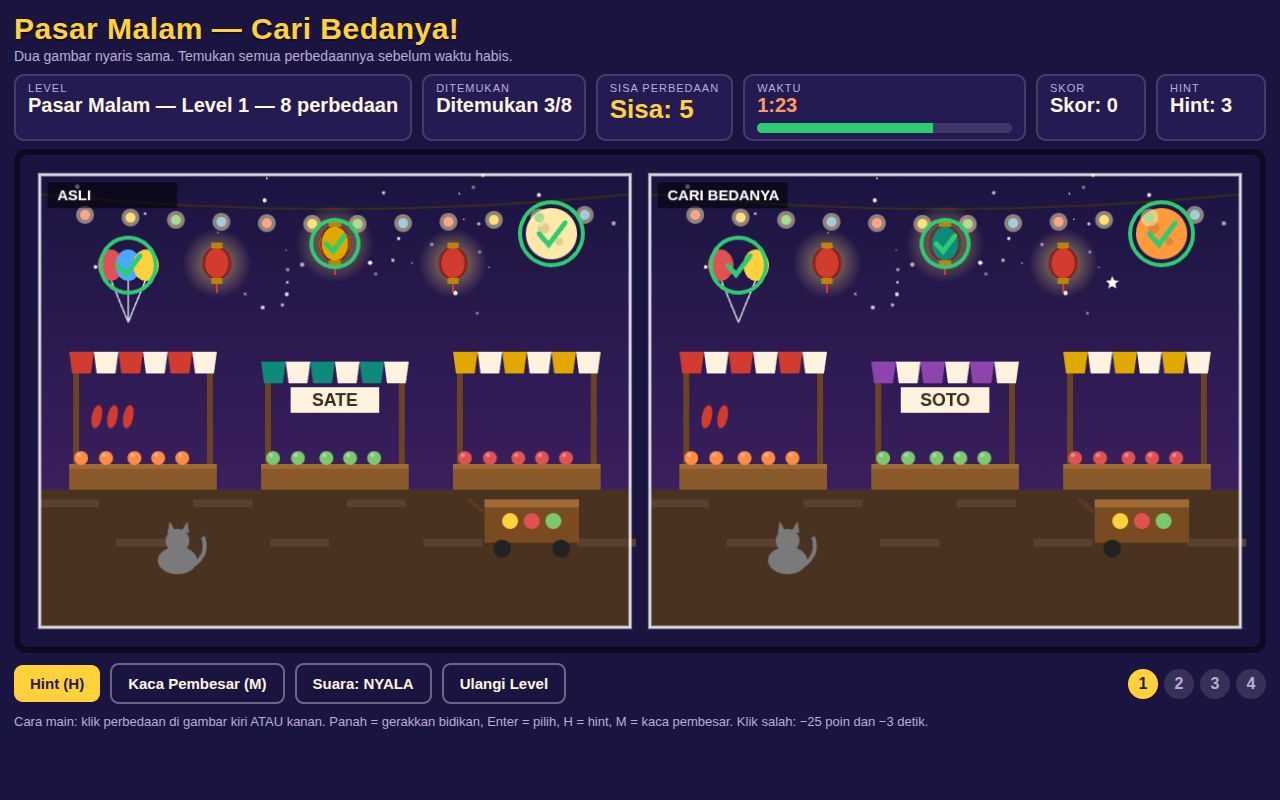 Pasar Malam — Cari Bedanya!
Dua gambar nyaris sama. Temukan semua perbedaannya sebelum waktu habis.
LEVEL
Pasar Malam — Level 1 — 8 perbedaan
DITEMUKAN
Ditemukan 3/8
SISA PERBEDAAN
Sisa: 5
WAKTU
1:23
SKOR
Skor: 0
HINT
Hint: 3
ASLI
CARI BEDANYA
SATE
SOTO
Hint (H)
Kaca Pembesar (M)
Suara: NYALA
Ulangi Level
1
2
3
4
Cara main: klik perbedaan di gambar kiri ATAU kanan. Panah = gerakkan bidikan, Enter = pilih, H = hint, M = kaca pembesar. Klik salah: −25 poin dan −3 detik.